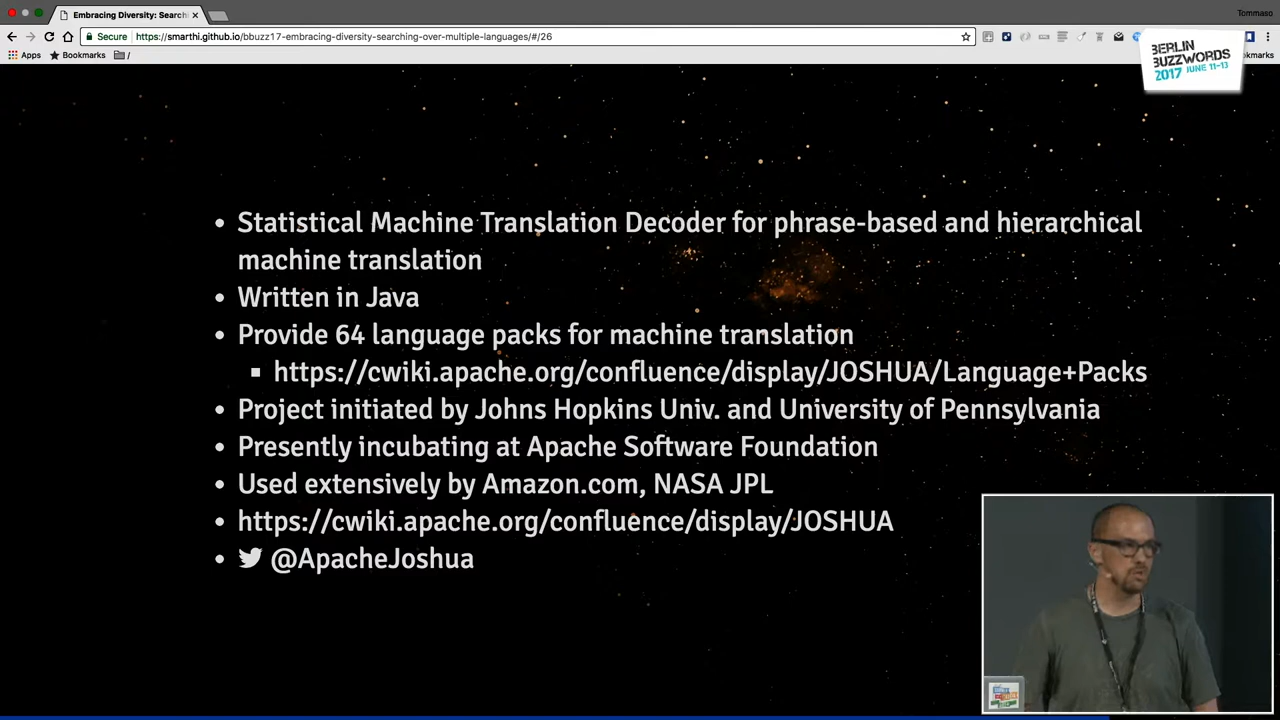 Embracing Diversity: Search
Tommaso
Secure
https://smarthi.github.io/bbuzz17-embracing-diversity-searching-over-multiple-languages/#/26
Apps
Bookmarks
/
BERLIN
BUZZWORDS
2017 JUNE 11-13
• Statistical Machine Translation Decoder for phrase-based and hierarchical
machine translation
• Written in Java
• Provide 64 language packs for machine translation
▪ https://cwiki.apache.org/confluence/display/JOSHUA/Language+Packs
• Project initiated by Johns Hopkins Univ. and University of Pennsylvania
• Presently incubating at Apache Software Foundation
• Used extensively by Amazon.com, NASA JPL
• https://cwiki.apache.org/confluence/display/JOSHUA
• @ApacheJoshua